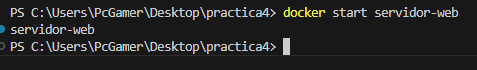 PS C:\Users\PcGamer\Desktop\practica4> docker start servidor-web
servidor-web
PS C:\Users\PcGamer\Desktop\practica4>